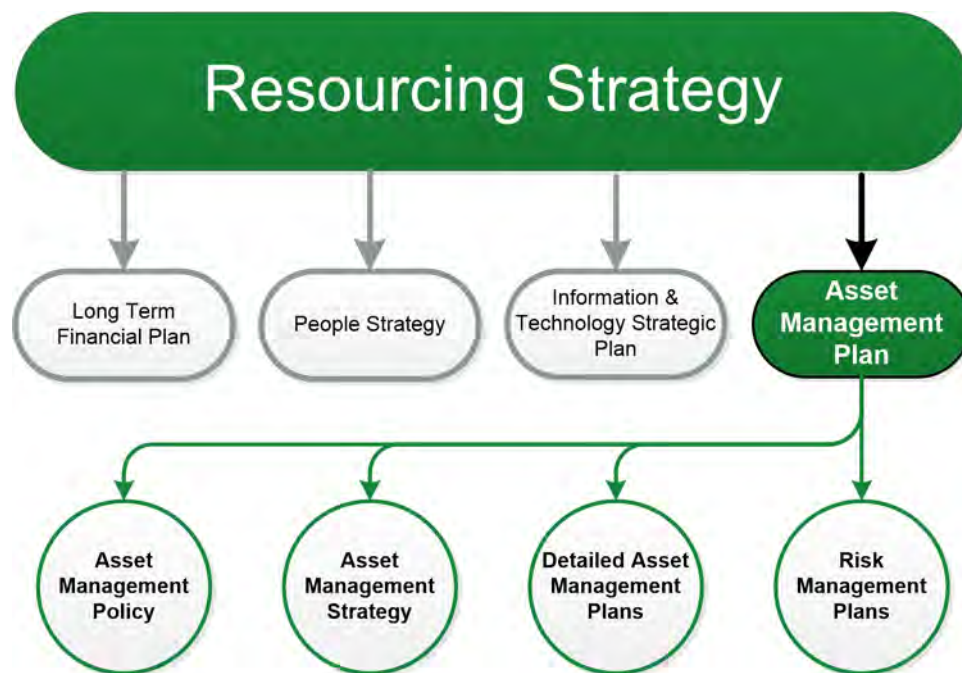 Resourcing Strategy
Long Term
Financial Plan
People Strategy
Information &
Technology Strategic
Plan
Asset
Management
Plan
Asset
Management
Policy
Asset
Management
Strategy
Detailed Asset
Management
Plans
Risk
Management
Plans